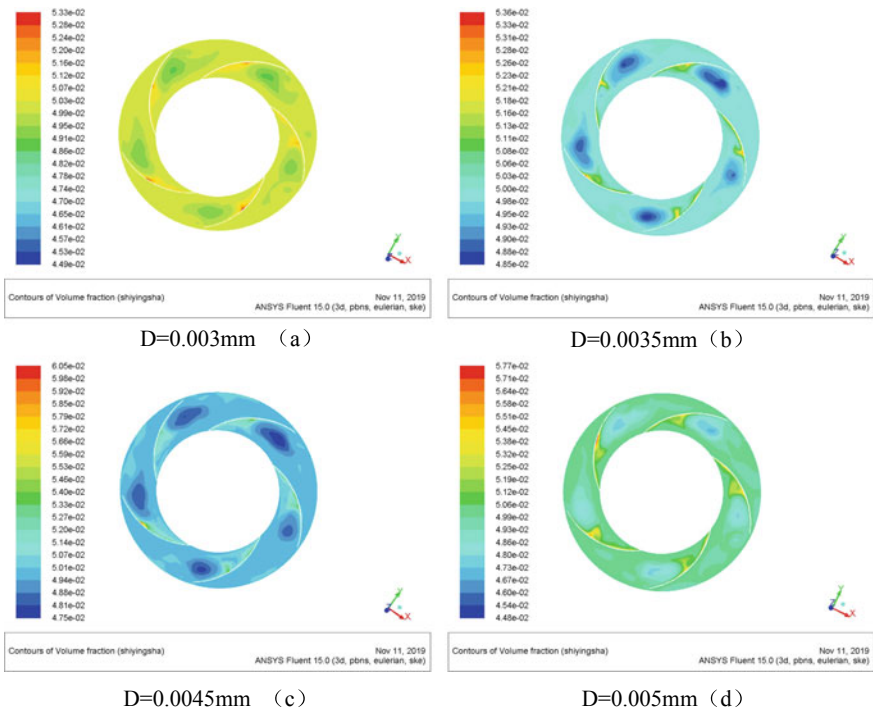 5.33e-02
5.28e-02
5.24e-02
5.20e-02
5.16e-02
5.12e-02
5.07e-02
5.03e-02
4.99e-02
4.95e-02
4.91e-02
4.86e-02
4.82e-02
4.78e-02
4.74e-02
4.70e-02
4.65e-02
4.61e-02
4.57e-02
4.53e-02
4.49e-02
Y
X
Z
Contours of Volume fraction (shiyingsha)
Nov 11, 2019
ANSYS Fluent 15.0 (3d, pbns, eulerian, ske)
D=0.003mm （a）
5.36e-02
5.33e-02
5.31e-02
5.28e-02
5.26e-02
5.23e-02
5.21e-02
5.18e-02
5.16e-02
5.13e-02
5.11e-02
5.08e-02
5.06e-02
5.03e-02
5.00e-02
4.98e-02
4.95e-02
4.93e-02
4.90e-02
4.88e-02
4.85e-02
Y
X
Z
Contours of Volume fraction (shiyingsha)
Nov 11, 2019
ANSYS Fluent 15.0 (3d, pbns, eulerian, ske)
D=0.0035mm（b）
6.05e-02
5.98e-02
5.92e-02
5.85e-02
5.79e-02
5.72e-02
5.66e-02
5.59e-02
5.53e-02
5.46e-02
5.40e-02
5.33e-02
5.27e-02
5.20e-02
5.14e-02
5.07e-02
5.01e-02
4.94e-02
4.88e-02
4.81e-02
4.75e-02
Y
X
Z
Contours of Volume fraction (shiyingsha)
Nov 11, 2019
ANSYS Fluent 15.0 (3d, pbns, eulerian, ske)
D=0.0045mm （c）
5.77e-02
5.71e-02
5.64e-02
5.58e-02
5.51e-02
5.45e-02
5.38e-02
5.32e-02
5.25e-02
5.19e-02
5.12e-02
5.06e-02
4.99e-02
4.93e-02
4.86e-02
4.80e-02
4.73e-02
4.67e-02
4.60e-02
4.54e-02
4.48e-02
Y
X
Z
Contours of Volume fraction (shiyingsha)
Nov 11, 2019
ANSYS Fluent 15.0 (3d, pbns, eulerian, ske)
D=0.005mm（d）